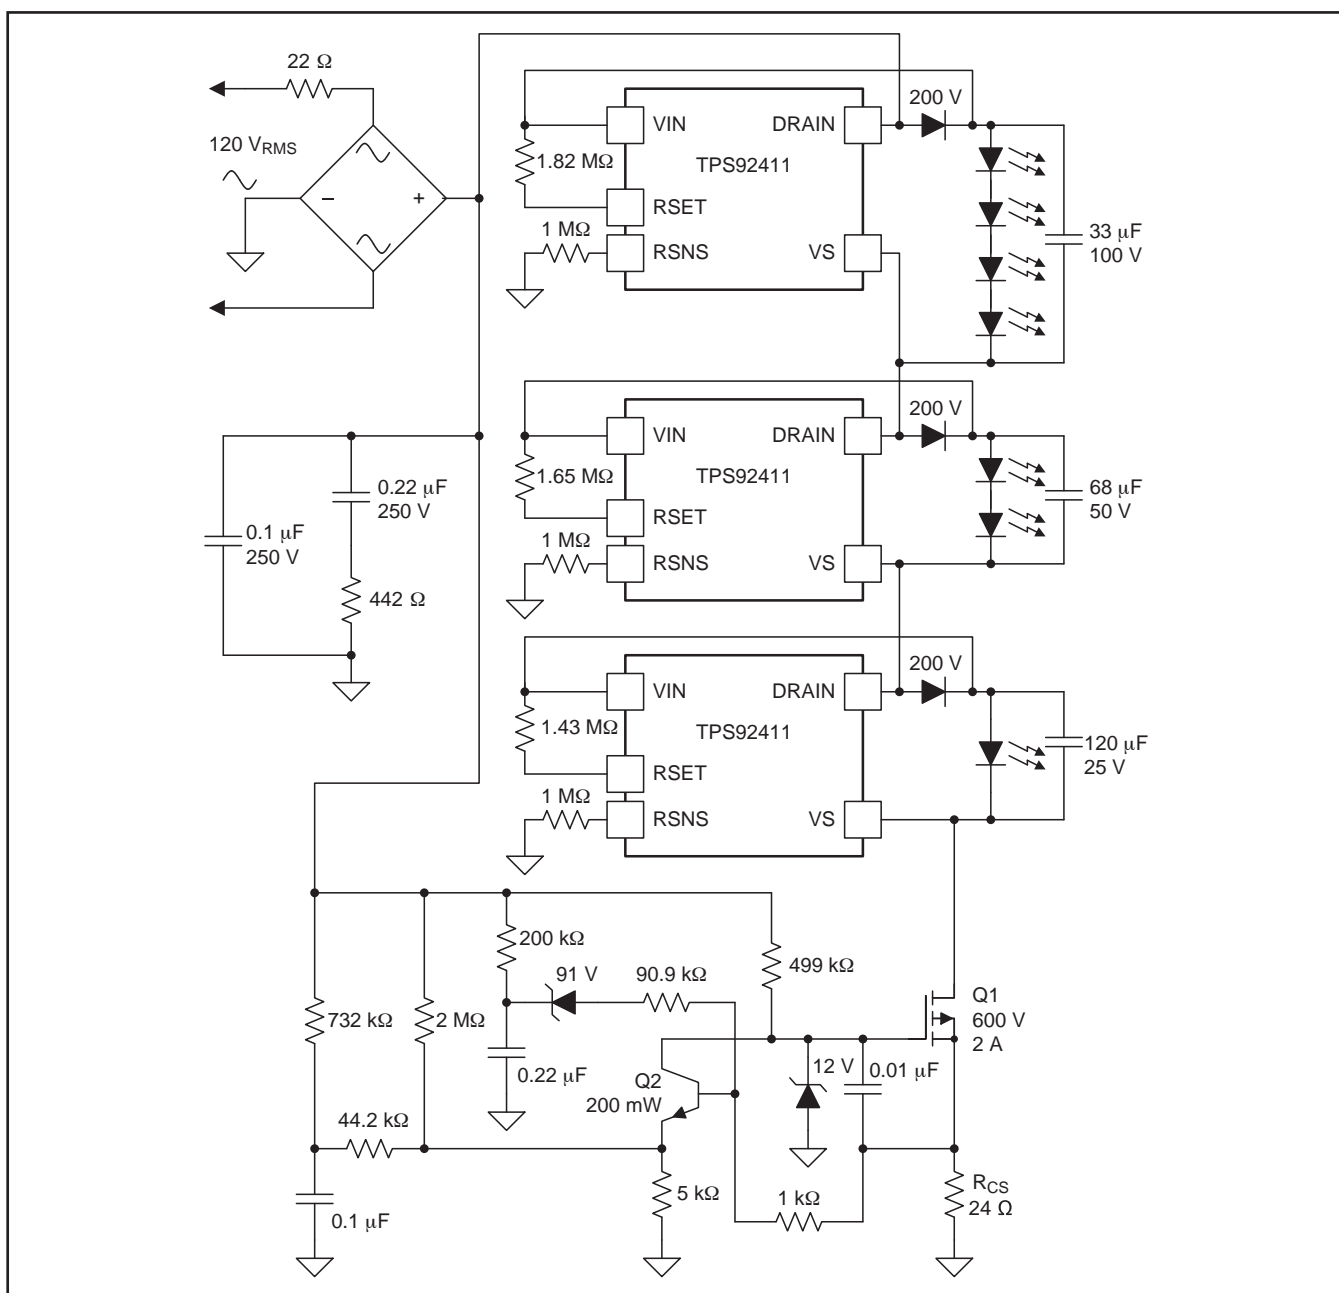 22 Ω
120 VRMS
−
+
VIN
DRAIN
TPS92411
RSET
RSNS
VS
1.82 MΩ
1 MΩ
200 V
33 µF
100 V
VIN
DRAIN
TPS92411
RSET
RSNS
VS
1.65 MΩ
1 MΩ
200 V
68 µF
50 V
0.22 µF
250 V
0.1 µF
250 V
442 Ω
VIN
DRAIN
TPS92411
RSET
RSNS
VS
1.43 MΩ
1 MΩ
200 V
120 µF
25 V
200 kΩ
91 V
90.9 kΩ
499 kΩ
732 kΩ
2 MΩ
0.22 µF
Q2
200 mW
12 V
0.01 µF
Q1
600 V
2 A
44.2 kΩ
0.1 µF
5 kΩ
1 kΩ
RCS
24 Ω